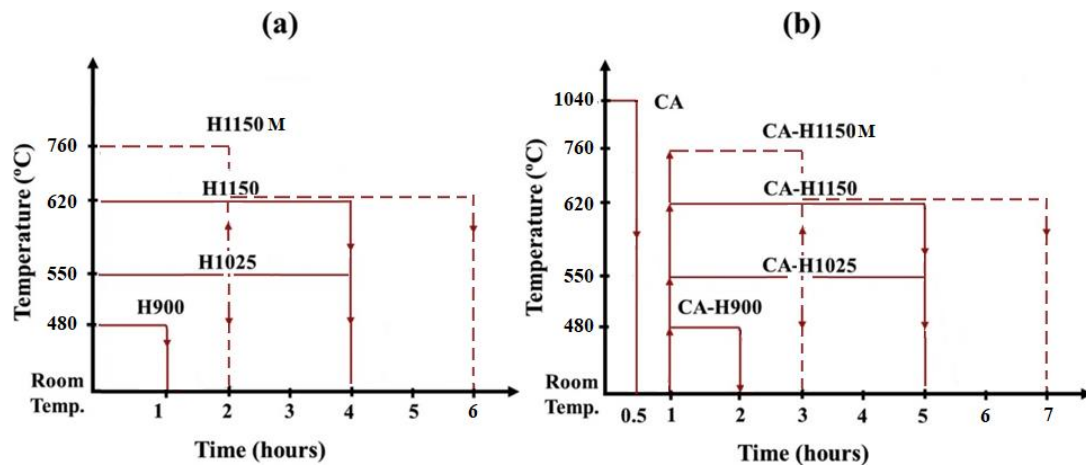 (a)
Temperature (ºC)
760
620
550
480
Room
Temp.
H1150 M
H1150
H1025
H900
1 2 3 4 5 6
Time (hours)
(b)
Temperature (ºC)
1040
760
620
550
480
Room
Temp.
CA
CA-H1150M
CA-H1150
CA-H1025
CA-H900
0.5 1 2 3 5 6 7
Time (hours)